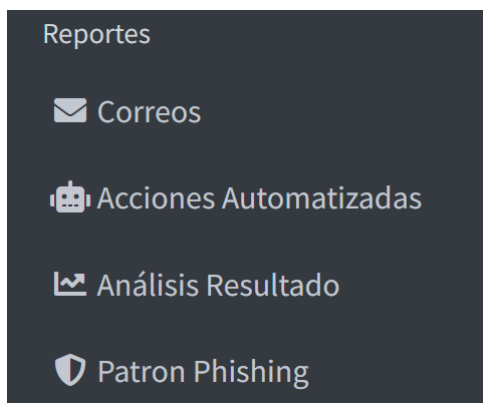 Reportes
Correos
Acciones Automatizadas
Análisis Resultado
Patron Phishing